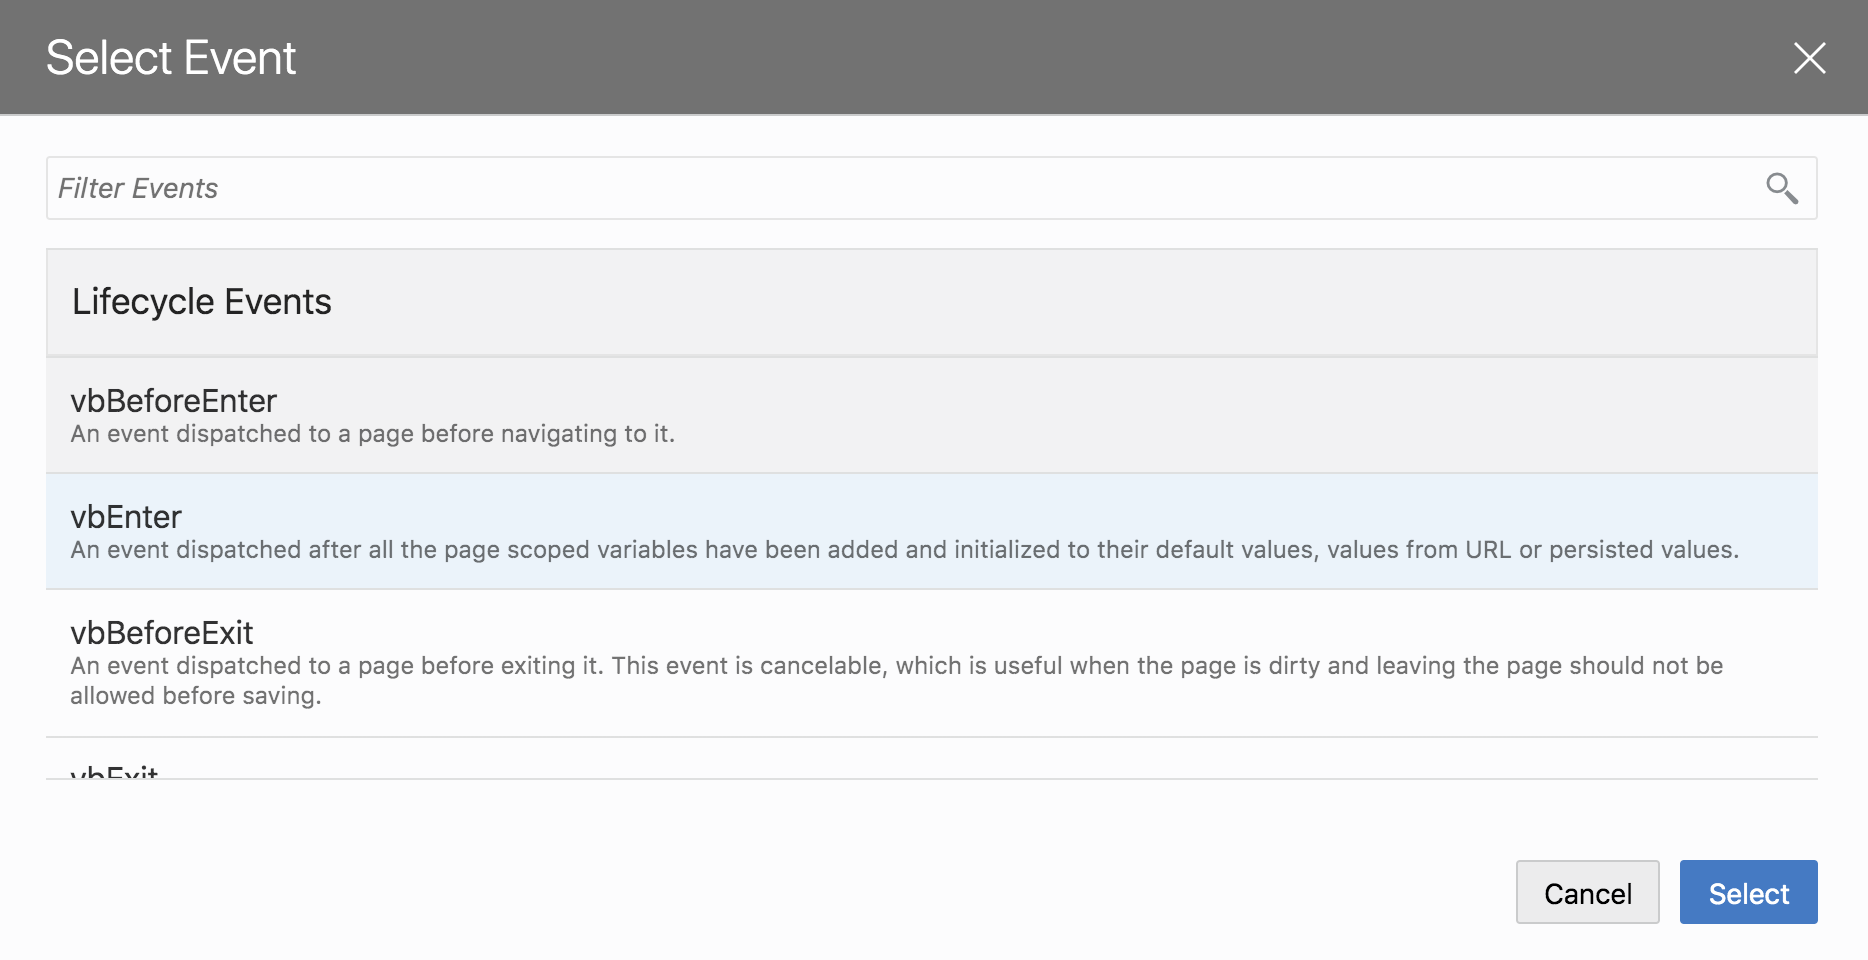 Select Event
Filter Events
Lifecycle Events
vbBeforeEnter
An event dispatched to a page before navigating to it.
vbEnter
An event dispatched after all the page scoped variables have been added and initialized to their default values, values from URL or persisted values.
vbBeforeExit
An event dispatched to a page before exiting it. This event is cancelable, which is useful when the page is dirty and leaving the page should not be
allowed before saving.
vbExit
Cancel
Select